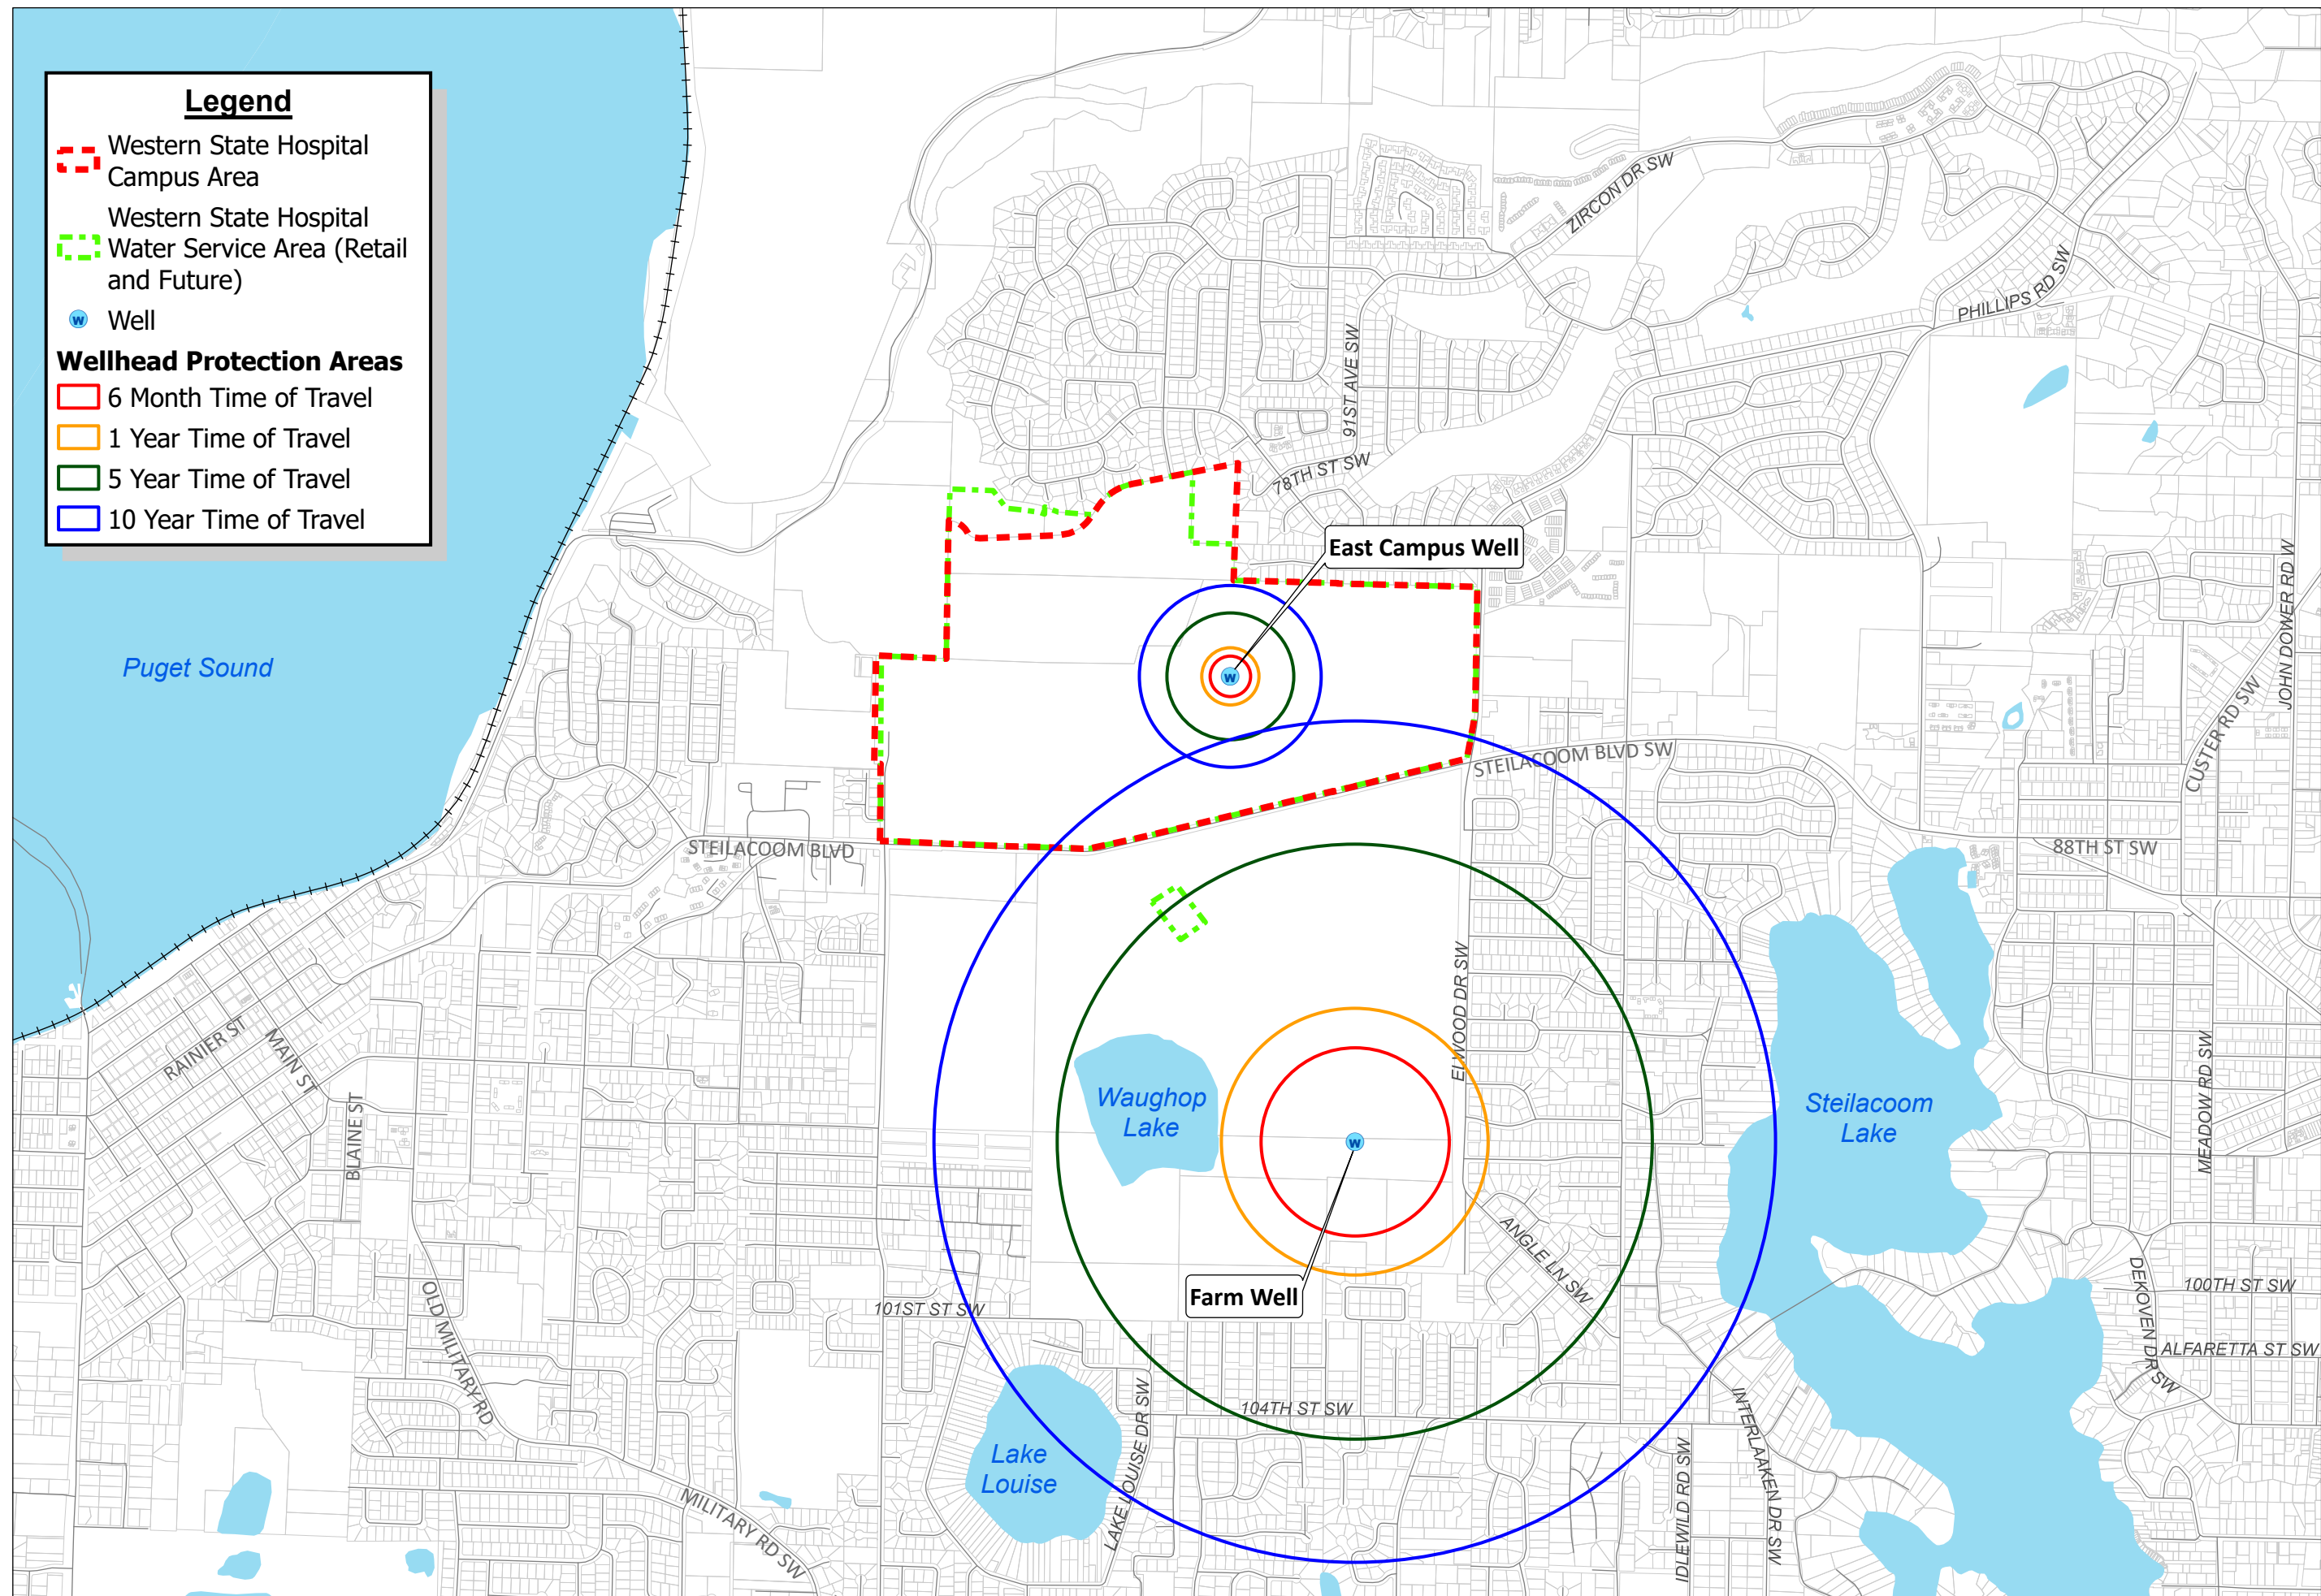 Legend
Western State Hospital
Campus Area
Western State Hospital
Water Service Area (Retail
and Future)
W
Well
Wellhead Protection Areas
6 Month Time of Travel
1 Year Time of Travel
5 Year Time of Travel
10 Year Time of Travel
ZIRCON DR SW
PHILLIPS RD SW
91ST AVE SW
78TH ST SW
East Campus Well
JOHN DOWER RD W
Puget Sound
W
CUSTER RD SW
STEILACOOM BLVD SW
STEILACOOM BLVD
88TH ST SW
ELWOOD DR SW
RAINIER ST
MAIN ST
BLAINE ST
Waughop
Lake
Steilacoom
Lake
MEADOW RD SW
W
ANGLE LN SW
Farm Well
101ST ST SW
OLD MILITARY RD
DEKOVEN DR SW
100TH ST SW
ALFARETTA ST SW
104TH ST SW
LAKE LOUISE DR SW
Lake
Louise
INTERLAAKEN DR SW
IDLEWILD RD SW
MILITARY RD SW